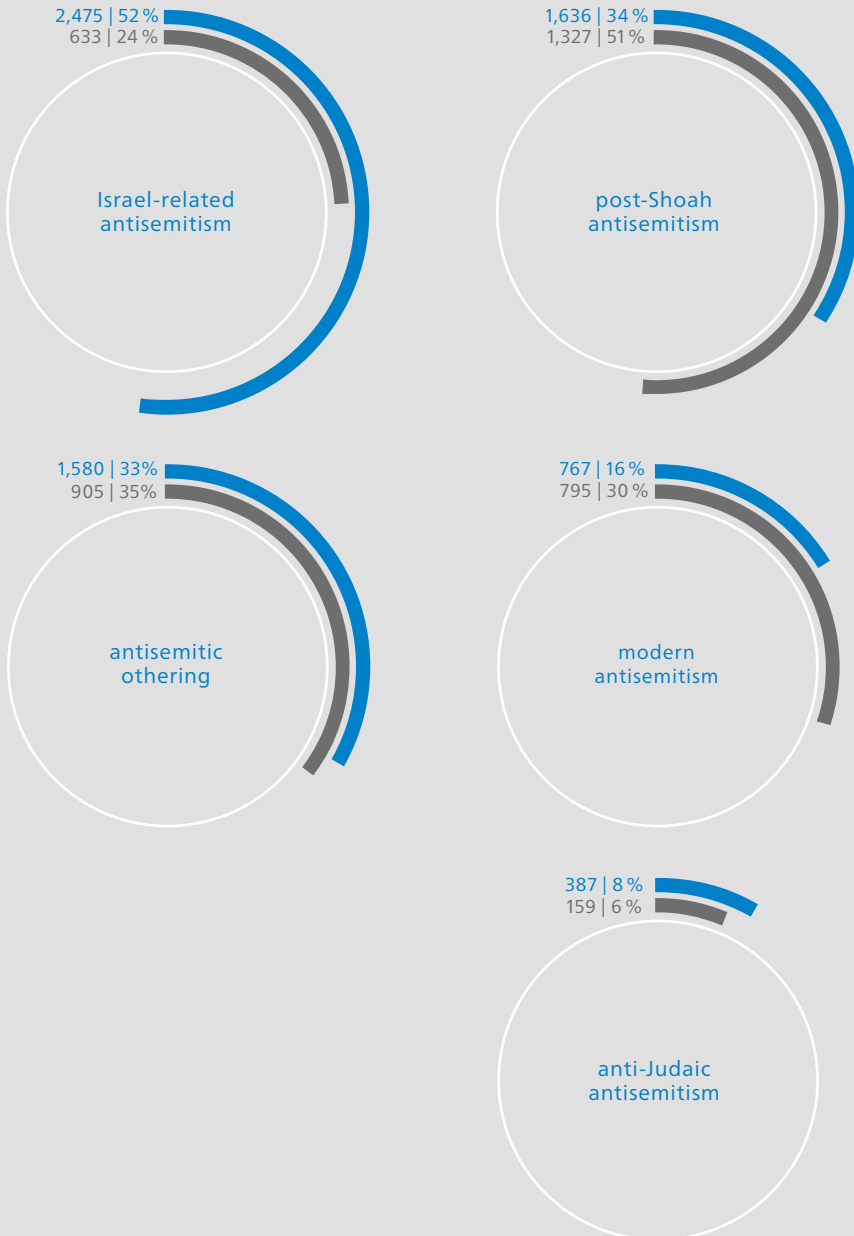 2,475 | 52 %
633 | 24 %
Israel-related
antisemitism
1,636 | 34 %
1,327 | 51 %
post-Shoah
antisemitism
1,580 | 33%
905 | 35%
antisemitic
othering
767 | 16 %
795 | 30 %
modern
antisemitism
387 | 8 %
159 | 6 %
anti-Judaic
antisemitism